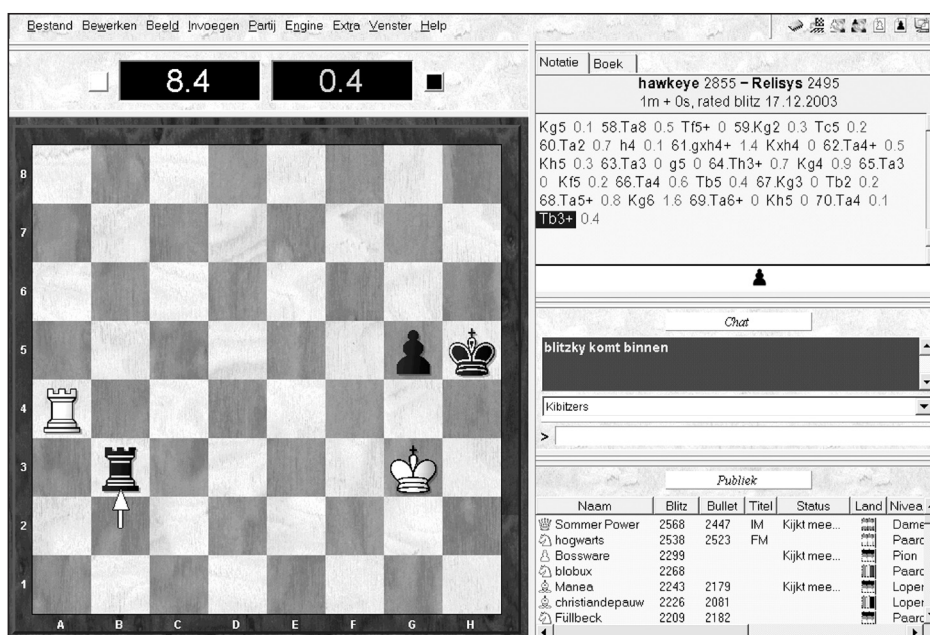 Bestand Bewerken Beeld Invoegen Partij Engine Extra Venster Help
8.4 0.4
Notatie Boek
hawkeye 2855 – Relisys 2495
1m + 0s, rated blitz 17.12.2003
Kg5 0.1 58.Ta8 0.5 Tf5+ 0 59.Kg2 0.3 Tc5 0.2
60.Ta2 0.7 h4 0.1 61.gxh4+ 1.4 Kxh4 0 62.Ta4+ 0.5
Kh5 0.3 63.Ta3 0 g5 0 64.Th3+ 0.7 Kg4 0.9 65.Ta3
0 Kf5 0.2 66.Ta4 0.6 Tb5 0.4 67.Kg3 0 Tb2 0.2
68.Ta5+ 0.8 Kg6 1.6 69.Ta6+ 0 Kh5 0 70.Ta4 0.1
Tb3+ 0.4
8
7
6
5
4
3
2
1
A B C D E F G H
Chat
blitzky komt binnen
Kibitzers
>
Publiek
Naam Blitz Bullet Titel Status Land Nivea
Sommer Power 2568 2447 IM Kijkt mee... Dame
hogwarts 2538 2523 FM Paard
Bossware 2299 Kijkt mee... Pion
blobux 2268 Paard
Manea 2243 2179 Kijkt mee... Loper
christiandepauw 2226 2081 Loper
Füllbeck 2209 2182 Paard